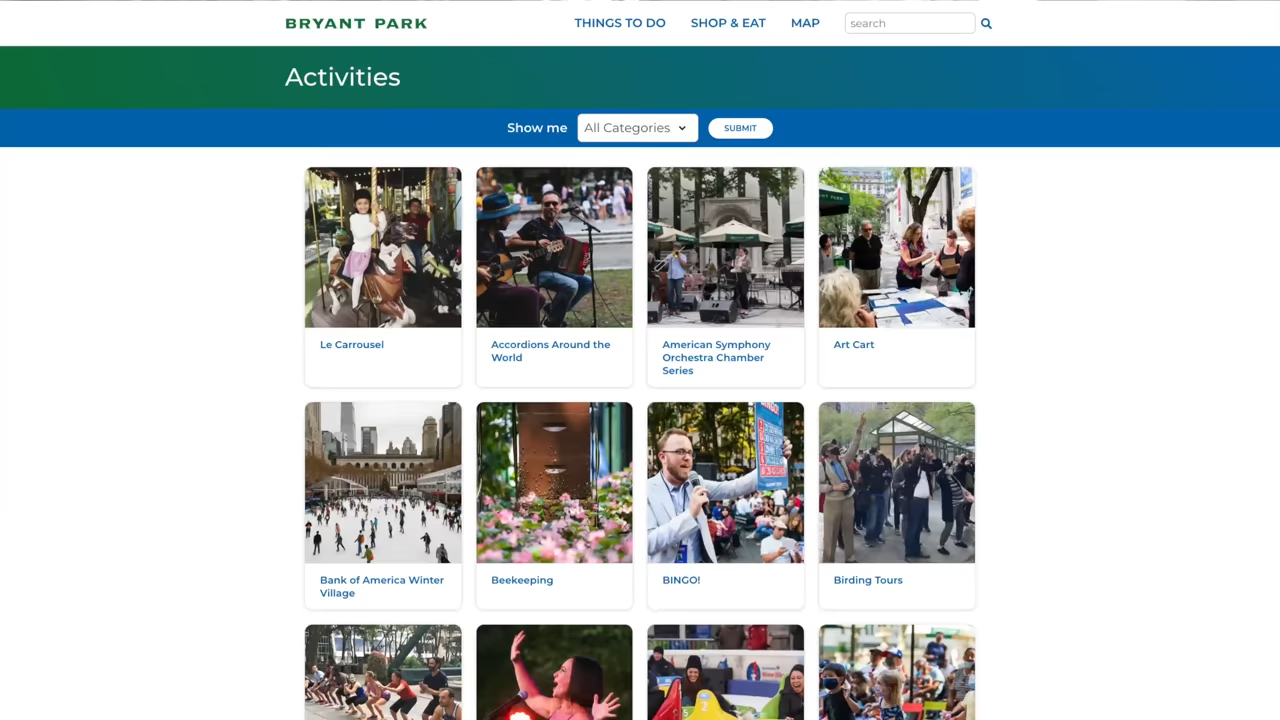 BRYANT PARK
THINGS TO DO
SHOP & EAT
MAP
search
Activities
Show me
All Categories
SUBMIT
Le Carrousel
Accordions Around the
World
American Symphony
Orchestra Chamber
Series
Art Cart
Bank of America Winter
Village
Beekeeping
BINGO!
Birding Tours